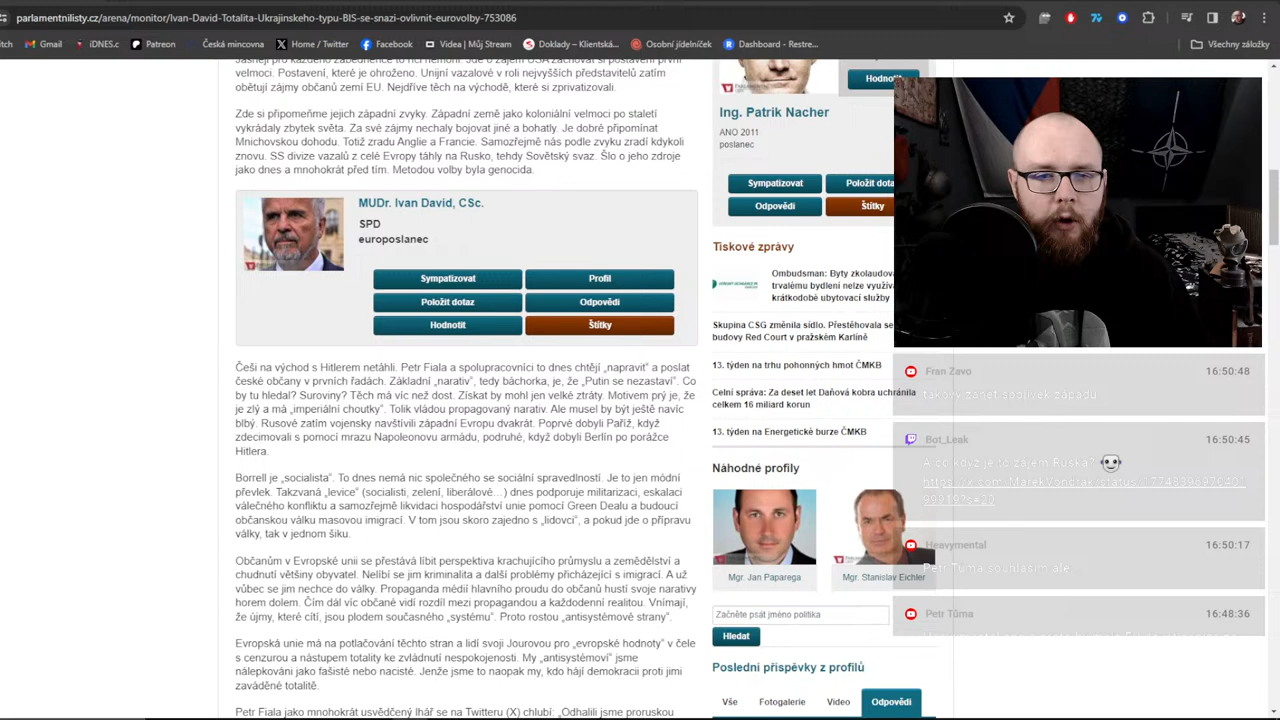 parlamentnilisty.cz/arena/monitor/Ivan-David-Totalita-Ukrajinskeho-typu-BIS-se-snazi-ovlivnit-eurovolby-753086
itch
Gmail
iDNES.c
Patreon
Česká mincovna
Home / Twitter
Facebook
Videa | Můj Stream
Doklady – Klientská...
Osobní jídelníček
Dashboard - Restre...
Všechny záložky
velmoci. Postavení, které je ohroženo. Unijní vazalové v roli nejvyšších představitelů zatím
obětují zájmy občanů zemí EU. Nejdříve těch na východě, které si zprivatizovali.
Zde si připomeňme jejich západní zvyky. Západní země jako koloniální velmoci po staletí
vykrádaly zbytek světa. Za své zájmy nechaly bojovat jiné a bohatly. Je dobré připomínat
Mnichovskou dohodu. Totiž zradu Anglie a Francie. Samozřejmě nás podle zvyku zradí kdykoli
znovu. SS divize vazalů z celé Evropy táhly na Rusko, tehdy Sovětský svaz. Šlo o jeho zdroje
jako dnes a mnohokrát před tím. Metodou volby byla genocida.
MUDr. Ivan David, CSc.
SPD
europoslanec
Sympatizovat
Profil
Položit dotaz
Odpovědi
Hodnotit
Štítky
Češi na východ s Hitlerem netáhli. Petr Fiala a spolupracovníci to dnes chtějí „napravit" a poslat
české občany v prvních řadách. Základní „narativ", tedy báchorka, je, že „Putin se nezastaví". Co
by tu hledal? Suroviny? Těch má víc než dost. Získat by mohl jen velké ztráty. Motivem prý je, že
je zlý a má „imperiální choutky". Tolik vládou propagovaný narativ. Ale musel by být ještě navíc
blbý. Rusové zatím vojensky navštívili západní Evropu dvakrát. Poprvé dobyli Paříž, když
zdecimovali s pomocí mrazu Napoleonovu armádu, podruhé, když dobyli Berlín po porážce
Hitlera.
Borrell je „socialista". To dnes nemá nic společného se sociální spravedlností. Je to jen módní
převlek. Takzvaná „levice" (socialisti, zelení, liberálové…) dnes podporuje militarizaci, eskalaci
válečného konfliktu a samozřejmě likvidaci hospodářství unie pomocí Green Dealu a budoucí
občanskou válku masovou imigrací. V tom jsou skoro zajedno s „lidovci", a pokud jde o přípravu
války, tak v jednom šiku.
Občanům v Evropské unii se přestává líbit perspektiva krachujícího průmyslu a zemědělství a
chudnutí většiny obyvatel. Nelíbí se jim kriminalita a další problémy přicházející s imigrací. A už
vůbec se jim nechce do války. Propaganda médií hlavního proudu do občanů hustí svoje narativy
horem dolem. Čím dál víc občané vidí rozdíl mezi propagandou a každodenní realitou. Vnímají,
že újmy, které cítí, jsou plodem současného „systému". Proto rostou „antisystémové strany".
Evropská unie má na potlačování těchto stran a lidí svoji Jourovou pro „evropské hodnoty" v čele
s cenzurou a nástupem totality ke zvládnutí nespokojenosti. My „antisystémoví" jsme
nálepkováni jako fašisté nebo nacisté. Jenže jsme to naopak my, kdo hájí demokracii proti jimi
zaváděné totalitě.
Petr Fiala jako mnohokrát usvědčený lhář se na Twitteru (X) chlubí: „Odhalili jsme proruskou
Hodnotit
Ing. Patrik Nacher
ANO 2011
poslanec
Sympatizovat
Položit dota
Odpovědi
Štítky
Tiskové zprávy
Ombudsman: Byty zkolaudova
trvalému bydlení nelze využíva
krátkodobé ubytovací služby
Skupina CSG změnila sídlo. Přestěhovala se
budovy Red Court v pražském Karlíně
13. týden na trhu pohonných hmot ČMKB
Celní správa: Za deset let Daňová kobra uchránila
celkem 16 miliard korun
13. týden na Energetické burze ČMKB
Náhodné profily
Mgr. Jan Paparega
Mgr. Stanislav Eichler
Začněte psát jméno politika
Hledat
Poslední příspěvky z profilů
Vše
Fotogalerie
Video
Odpovědi
Fran Zavo
16:50:48
Bot_Leak
16:50:45
A co když je to zájem Ruska?
Heavymental
16:50:17
Petr Tůma souhlasím ale
Petr Tůma
16:48:36